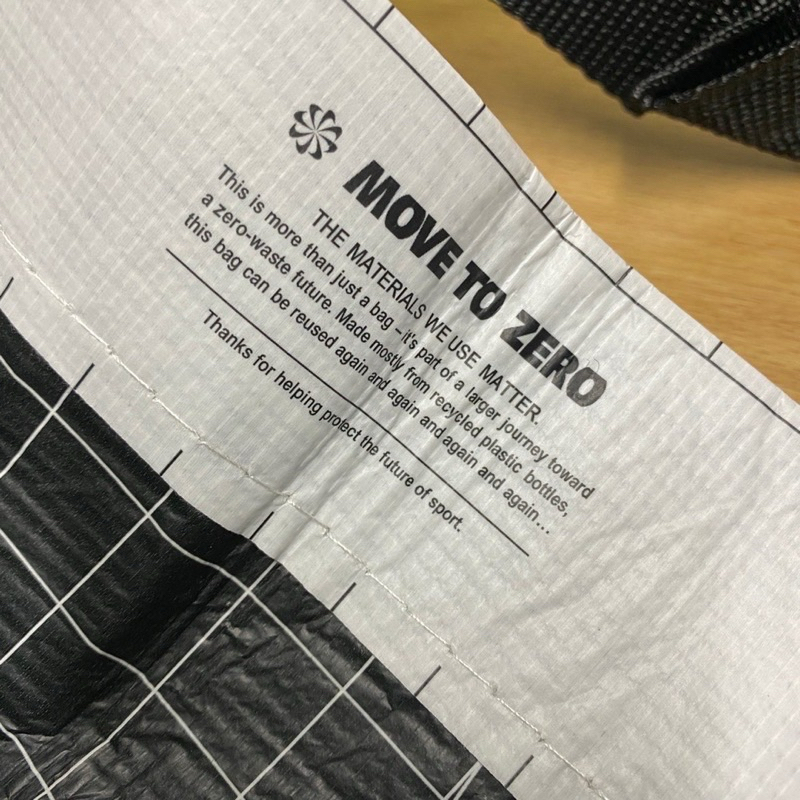 MOVE TO ZERO
THE MATERIALS WE USE MATTER.
This is more than just a bag – it's part of a larger journey toward
a zero-waste future. Made mostly from recycled plastic bottles,
this bag can be reused again and again and again and again...
Thanks for helping protect the future of sport.